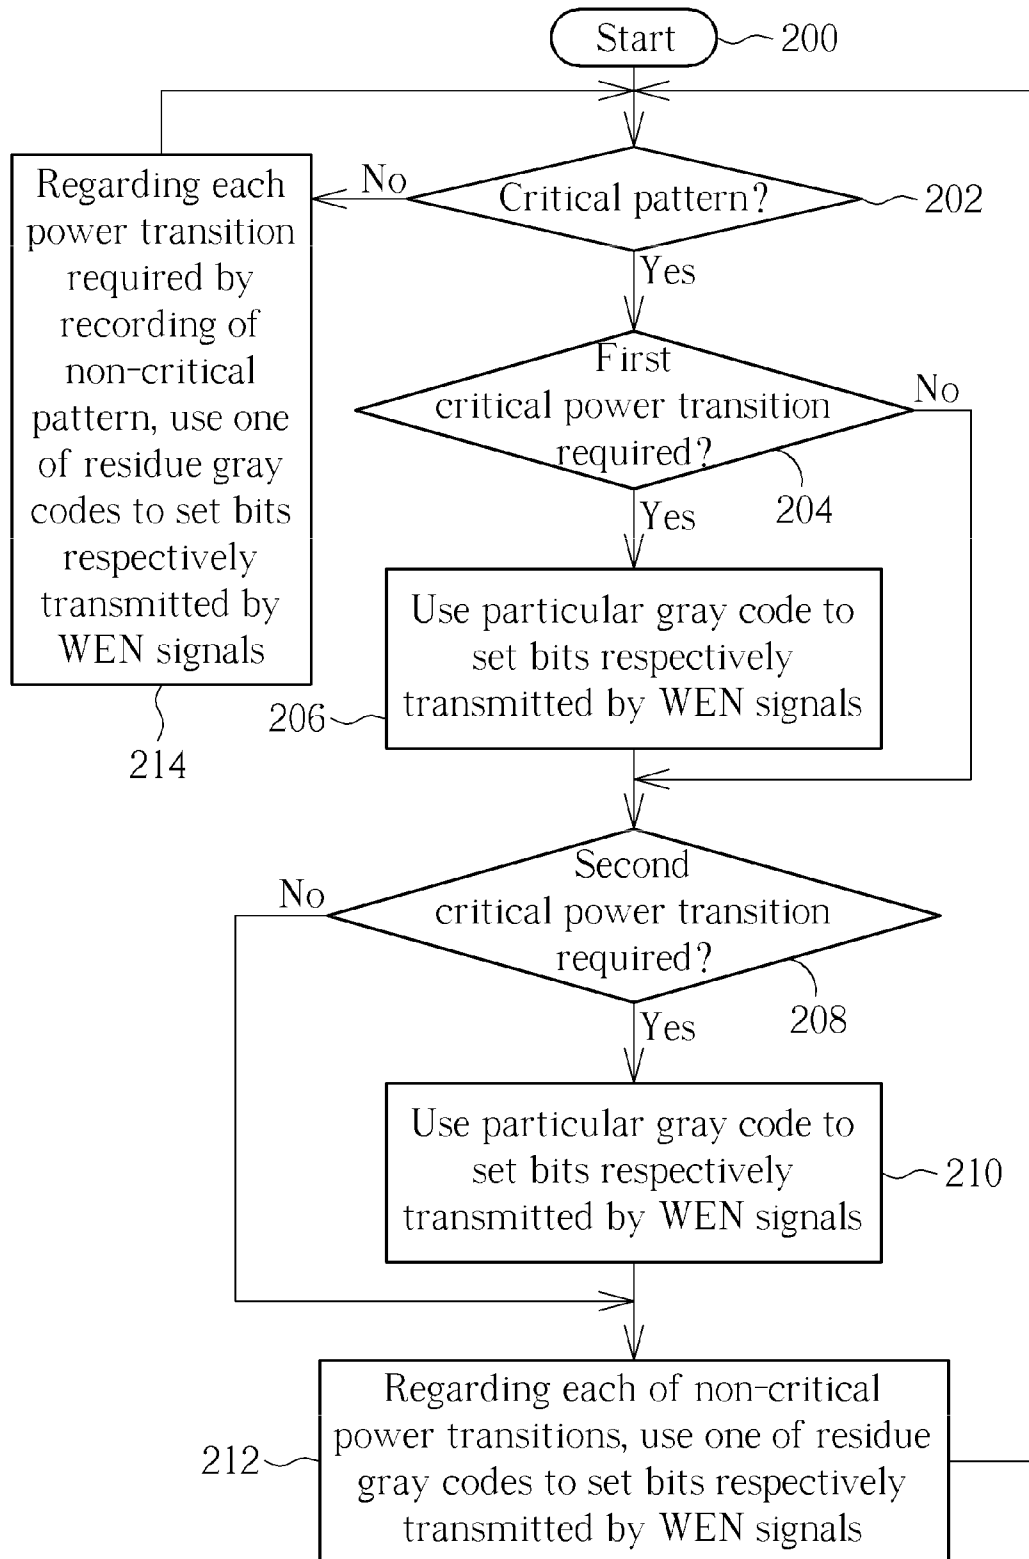 Start
200
Critical pattern?
202
No
Yes
Regarding each
power transition
required by
recording of
non-critical
pattern, use one
of residue gray
codes to set bits
respectively
transmitted by
WEN signals
214
First
critical power transition
required?
No
204
Yes
Use particular gray code to
set bits respectively
transmitted by WEN signals
206
Second
critical power transition
required?
No
208
Yes
Use particular gray code to
set bits respectively
transmitted by WEN signals
210
Regarding each of non-critical
power transitions, use one of residue
gray codes to set bits respectively
transmitted by WEN signals
212